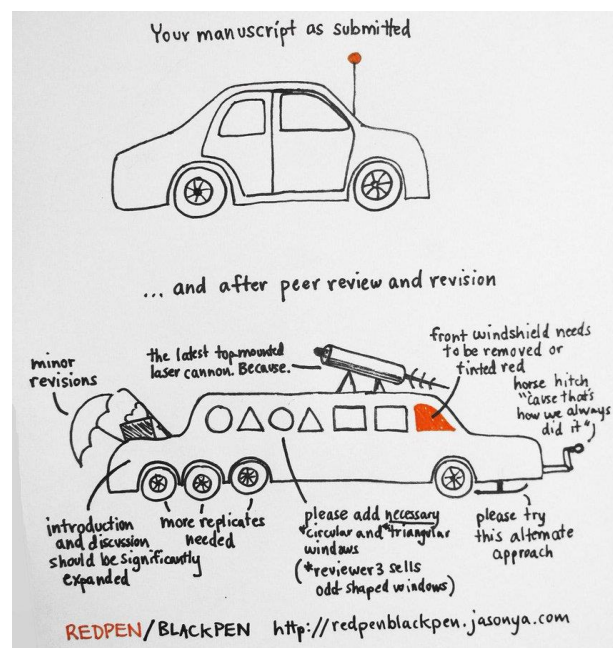 Your manuscript as submitted
... and after peer review and revision
minor
revisions
the latest top mounted
laser cannon. Because.
front windshield needs
to be removed or
tinted red
horse hitch
"'cause that's
how we always
did it"
introduction
and discussion
should be significantly
expanded
more replicates
needed
please add necessary
*circular and *triangular
windows
(*reviewer 3 sells
odd shaped windows)
please try
this alternate
approach
REDPEN/BLACKPEN http://redpenblackpen.jasonya.com